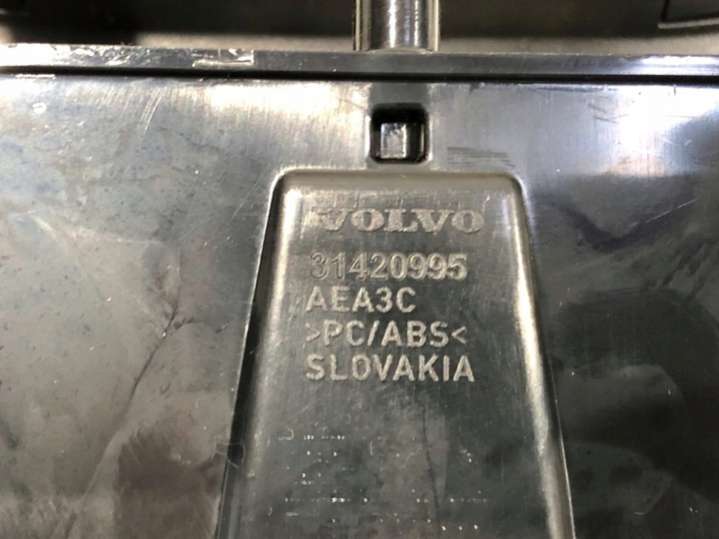 VOLVO
31420995
AEA3C
>PC/ABS<
SLOVAKIA